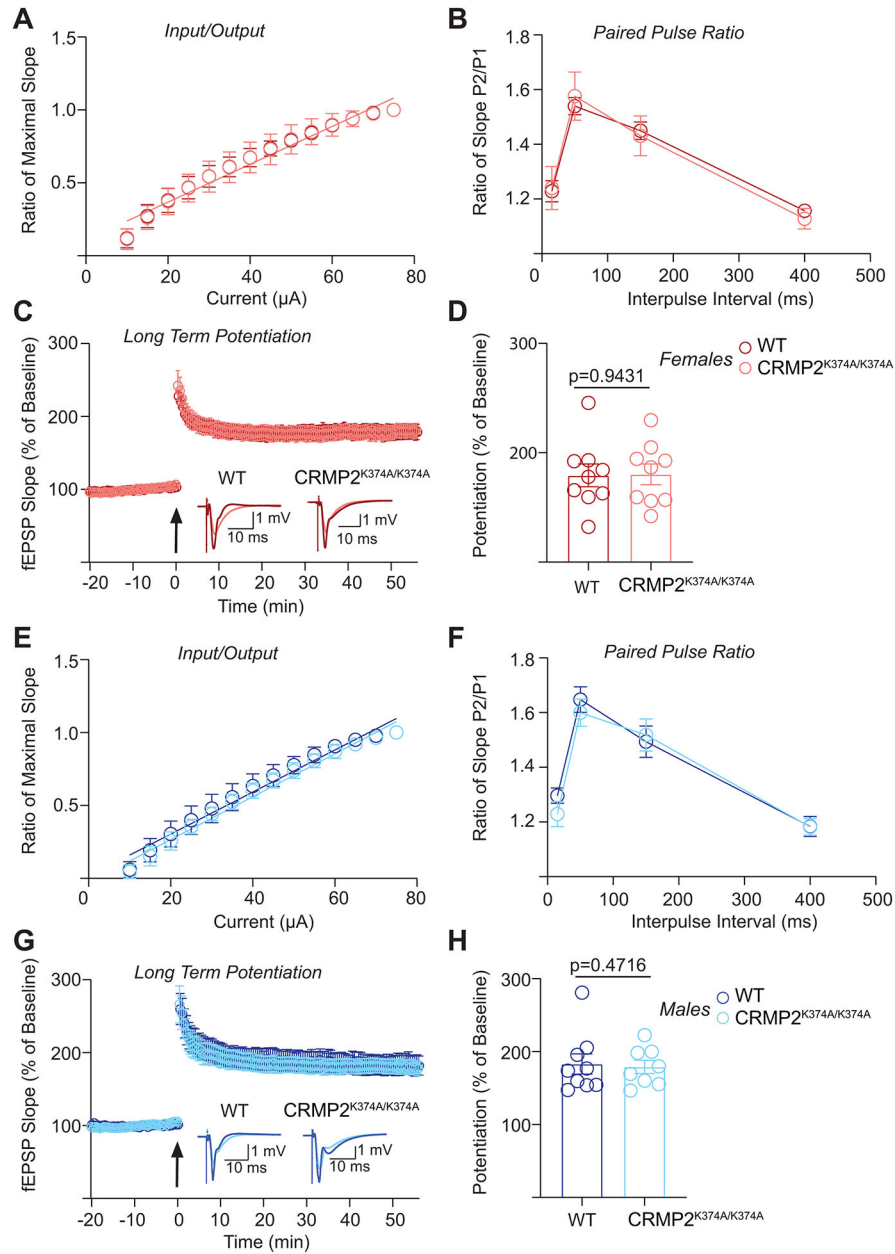 A
Input/Output
Ratio of Maximal Slope
1.5
1.0
0.5
0
20
40
60
80
Current (µA)
B
Paired Pulse Ratio
Ratio of Slope P2/P1
1.8
1.6
1.4
1.2
0
100
200
300
400
500
Interpulse Interval (ms)
C
Long Term Potentiation
fEPSP Slope (% of Baseline)
300
200
100
WT
CRMP2K374A/K374A
1 mV
10 ms
1 mV
10 ms
-20
-10
0
10
20
30
40
50
Time (min)
D
Potentiation (% of Baseline)
300
200
p=0.9431
Females
WT
CRMP2K374A/K374A
WT
CRMP2K374A/K374A
E
Input/Output
Ratio of Maximal Slope
1.5
1.0
0.5
0
20
40
60
80
Current (µA)
F
Paired Pulse Ratio
Ratio of Slope P2/P1
1.8
1.6
1.4
1.2
0
100
200
300
400
500
Interpulse Interval (ms)
G
Long Term Potentiation
fEPSP Slope (% of Baseline)
300
200
100
WT
CRMP2K374A/K374A
1 mV
10 ms
1 mV
10 ms
-20
-10
0
10
20
30
40
50
Time (min)
H
Potentiation (% of Baseline)
300
200
100
p=0.4716
Males
WT
CRMP2K374A/K374A
WT
CRMP2K374A/K374A